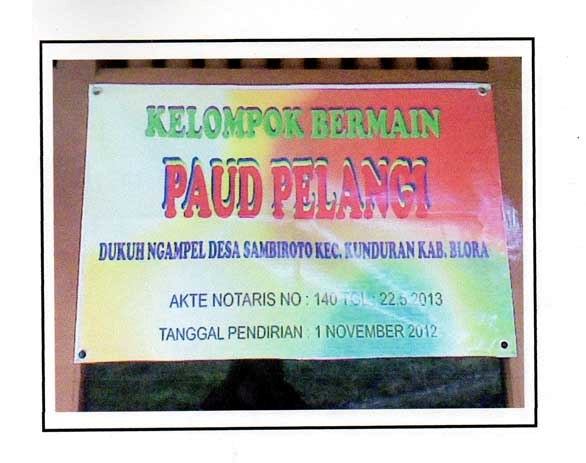 KELOMPOK BERMAIN
PAUD PELANGI
DUKUH NGAMPEL DESA SAMBIROTO KEC. KUNDURAN KAB. BLORA
AKTE NOTARIS NO : 140 TGL : 22.5.2013
TANGGAL PENDIRIAN : 1 NOVEMBER 2012